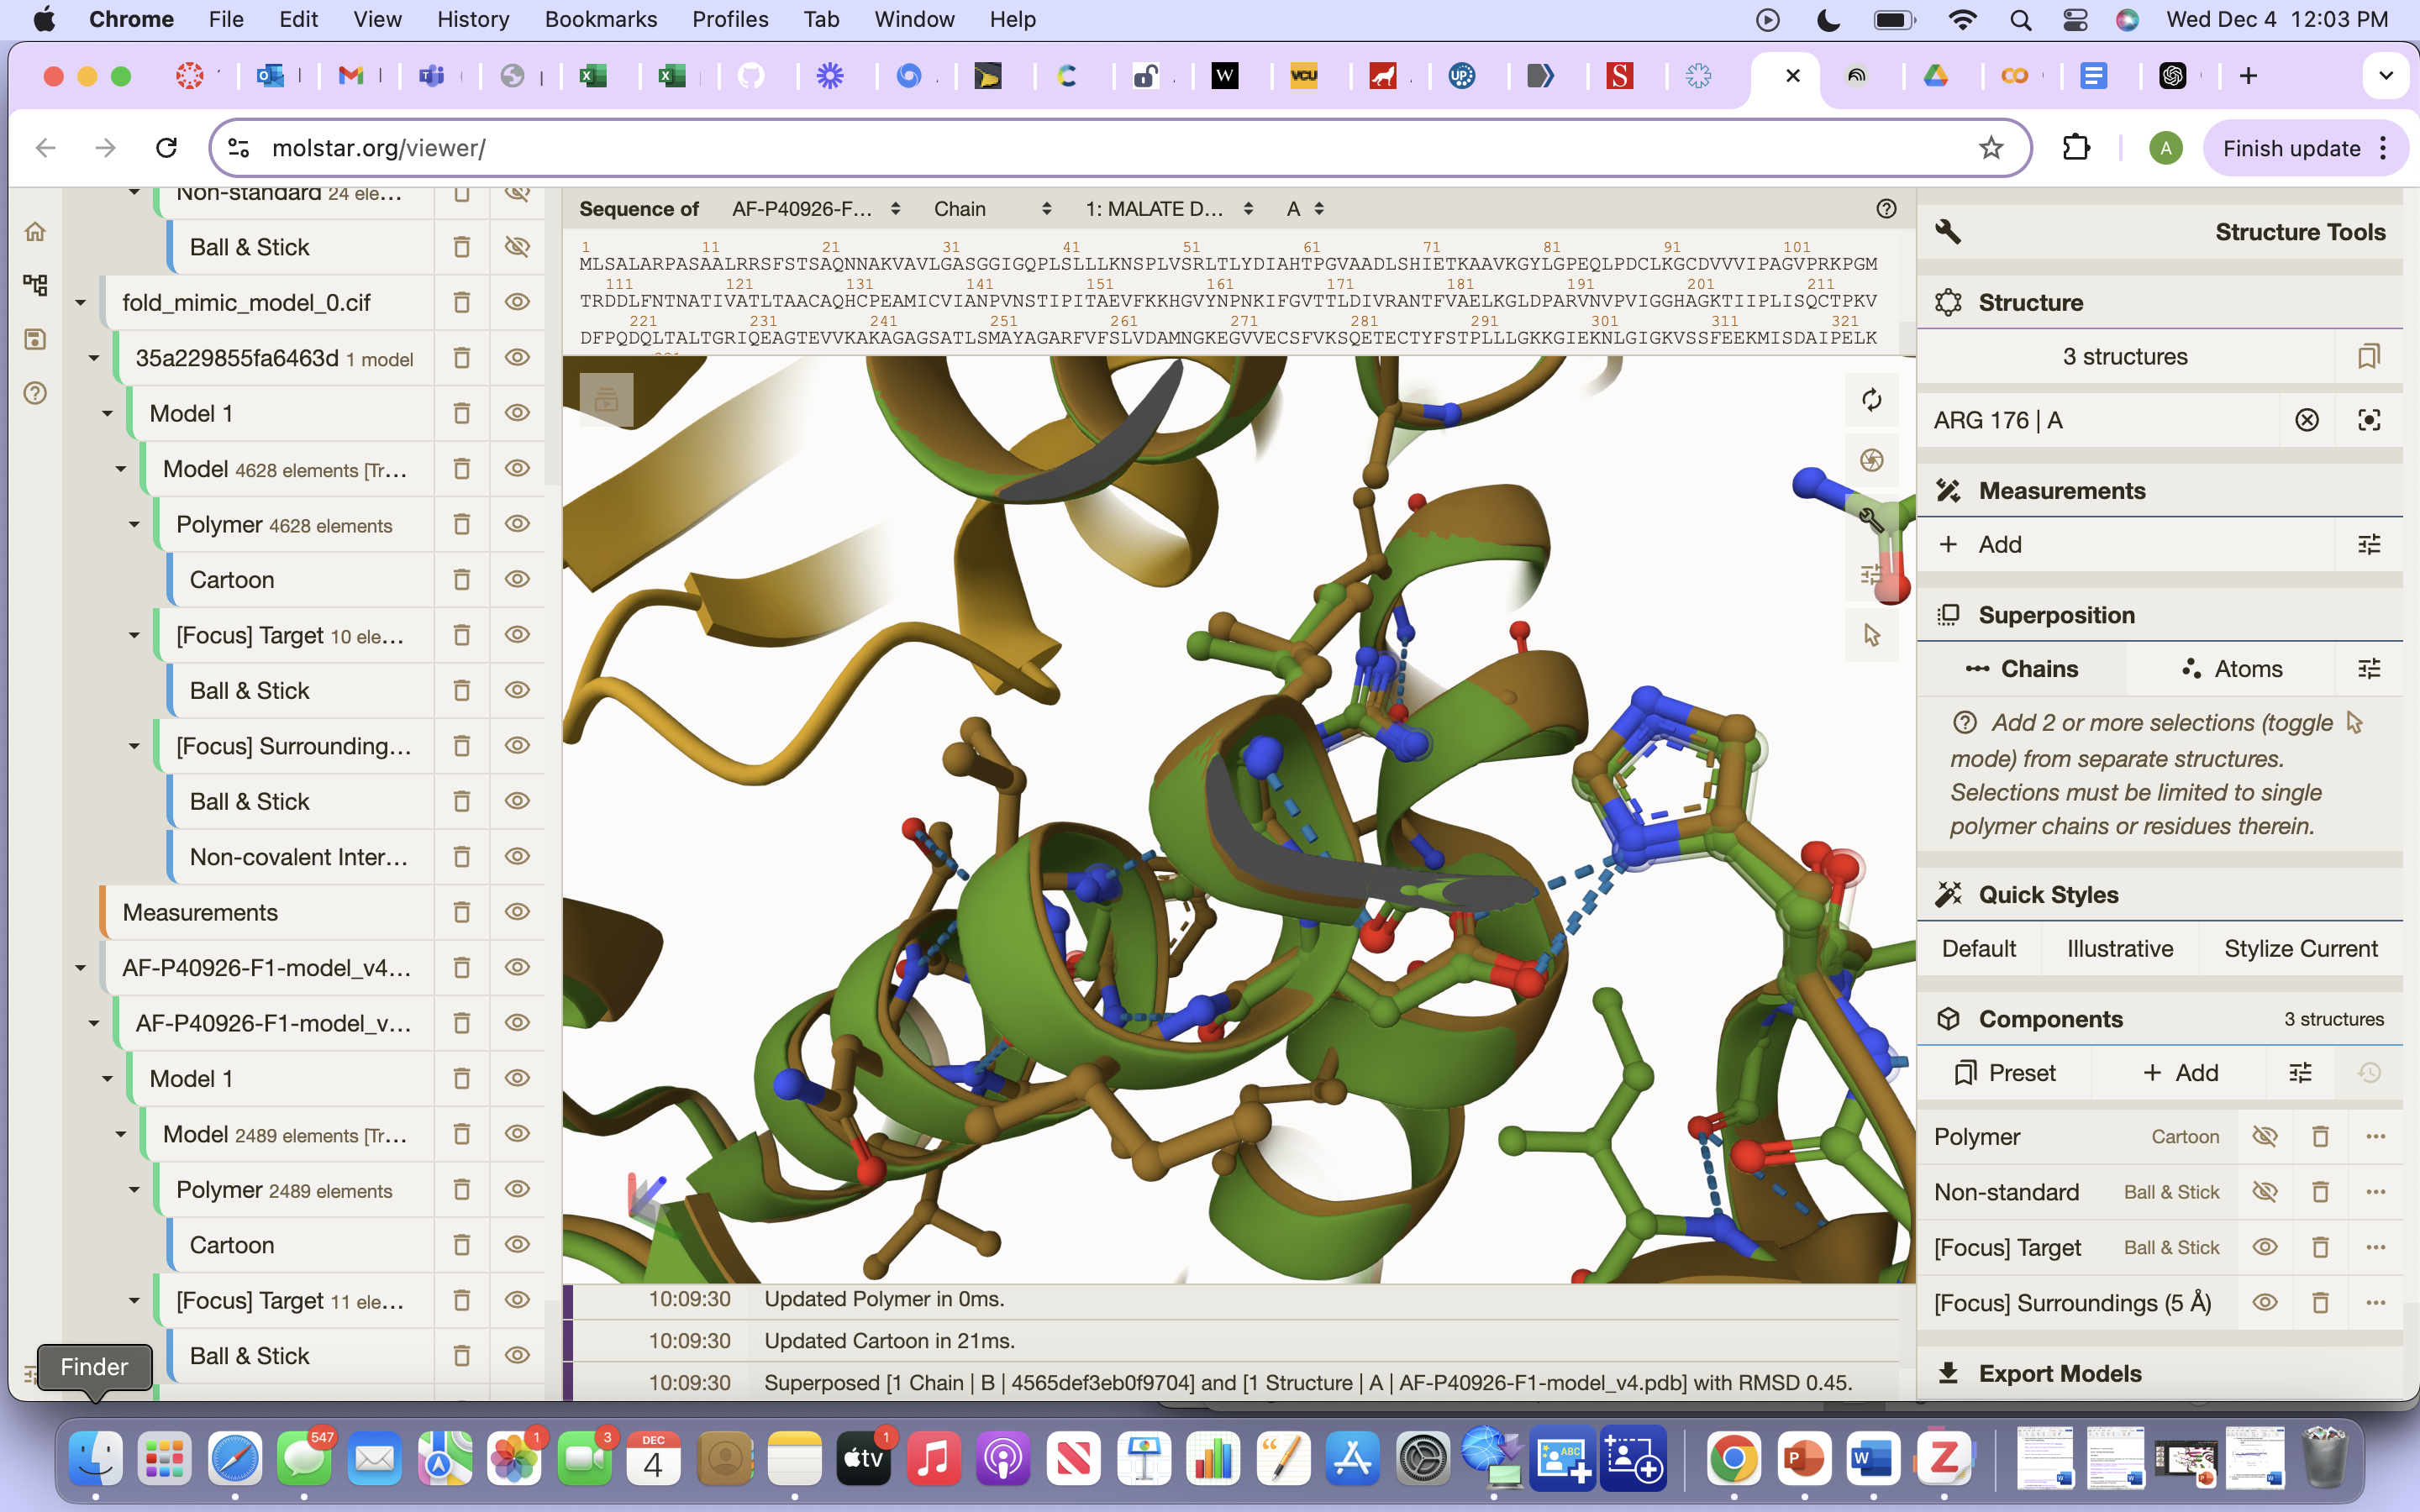 Chrome File Edit View History Bookmarks Profiles Tab Window Help Wed Dec 4 12:03 PM
molstar.org/viewer/
A
Finish update
Non-standard 24 ele...
Ball & Stick
fold_mimic_model_0.cif
35a229855fa6463d 1 model
Model 1
Model 4628 elements [Tr...
Polymer 4628 elements
Cartoon
[Focus] Target 10 ele...
Ball & Stick
[Focus] Surrounding...
Ball & Stick
Non-covalent Inter...
Measurements
AF-P40926-F1-model_v4...
AF-P40926-F1-model_v...
Model 1
Model 2489 elements [Tr...
Polymer 2489 elements
Cartoon
[Focus] Target 11 ele...
Ball & Stick
Finder
Sequence of AF-P40926-F... Chain 1: MALATE D... A
1 11 21 31 41 51 61 71 81 91 101
MLSALARPASAALRRSFSTSAQNNAKVAVLGASGGIGQPLSLLLKNSPLVSRLTLYDIAHTPGVAADLSHIETKAAVKGYLGPEQLPDCLKGCDVVVIPAGVPRKPGM
111 121 131 141 151 161 171 181 191 201 211
TRDDLFNTNATIVATLTAACAQHCPEAMICVIANPVNSTIPITAEVFKKHGVYNPNKIFGVTTLDIVRANTFVAELKGLDPARVNVPVIGGHAGKTIIPLISQCTPKV
221 231 241 251 261 271 281 291 301 311 321
DFPQDQLTALTGRIQEAGTEVVKAKAGAGSATLSMAYAGARFVFSLVDAMNGKEGVVECSFVKSQETECTYFSTPLLLGKKGIEKNLGIGKVSSFEEKMISDAIPELK
10:09:30 Updated Polymer in 0ms.
10:09:30 Updated Cartoon in 21ms.
10:09:30 Superposed [1 Chain | B | 4565def3eb0f9704] and [1 Structure | A | AF-P40926-F1-model_v4.pdb] with RMSD 0.45.
Structure Tools
Structure
3 structures
ARG 176 | A
Measurements
+ Add
Superposition
Chains Atoms
Add 2 or more selections (toggle
mode) from separate structures.
Selections must be limited to single
polymer chains or residues therein.
Quick Styles
Default Illustrative Stylize Current
Components 3 structures
Preset + Add
Polymer Cartoon
Non-standard Ball & Stick
[Focus] Target Ball & Stick
[Focus] Surroundings (5 Å)
Export Models
547
1
3
DEC
4
tv
1
ABC